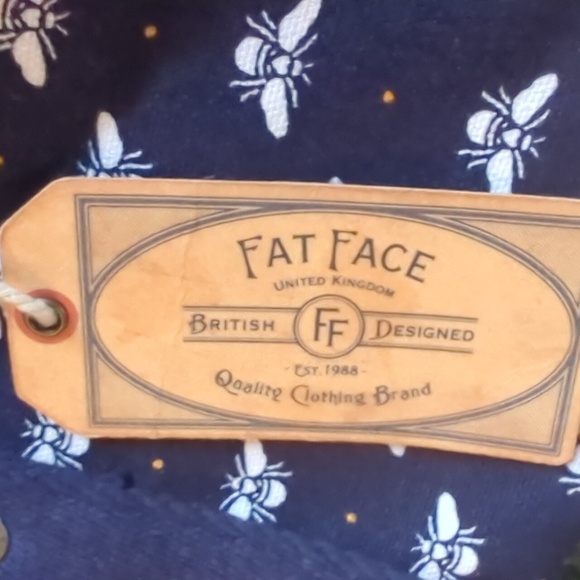 FAT FACE
UNITED KINGDOM
BRITISH FF DESIGNED
- EST. 1988 -
Quality Clothing Brand